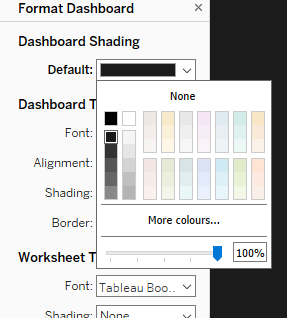 Format Dashboard
Dashboard Shading
Default:
None
Dashboard T
Font:
Alignment:
Shading:
Border:
More colours...
100%
Worksheet T
Font: Tableau Boo..
Shading: None